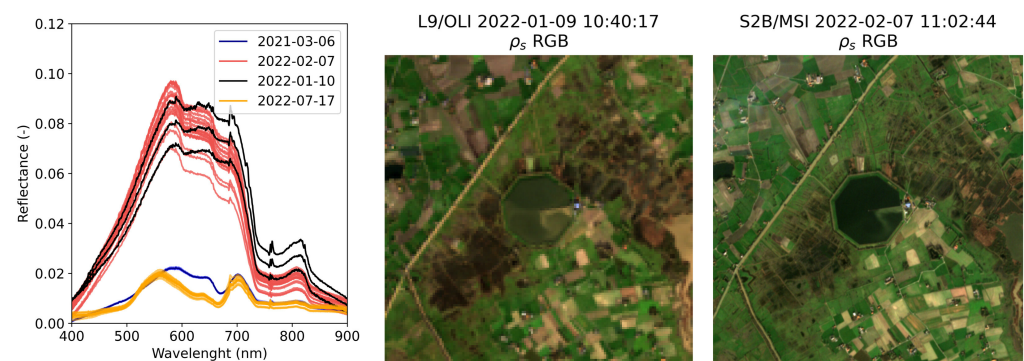 0.12
0.10
0.08
0.06
0.04
0.02
0.00
Reflectance (-)
400 500 600 700 800 900
Wavelenght (nm)
2021-03-06
2022-02-07
2022-01-10
2022-07-17
L9/OLI 2022-01-09 10:40:17
ρs RGB
S2B/MSI 2022-02-07 11:02:44
ρs RGB